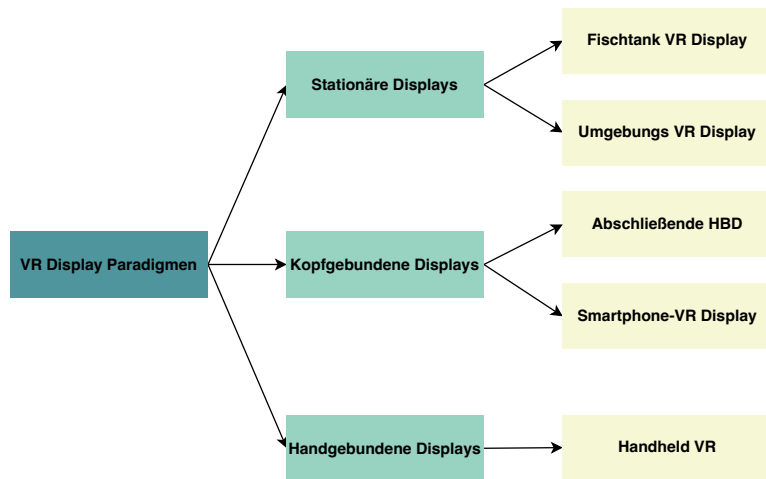 VR Display Paradigmen
Stationäre Displays
Fischtank VR Display
Umgebungs VR Display
Kopfgebundene Displays
Abschließende HBD
Smartphone-VR Display
Handgebundene Displays
Handheld VR